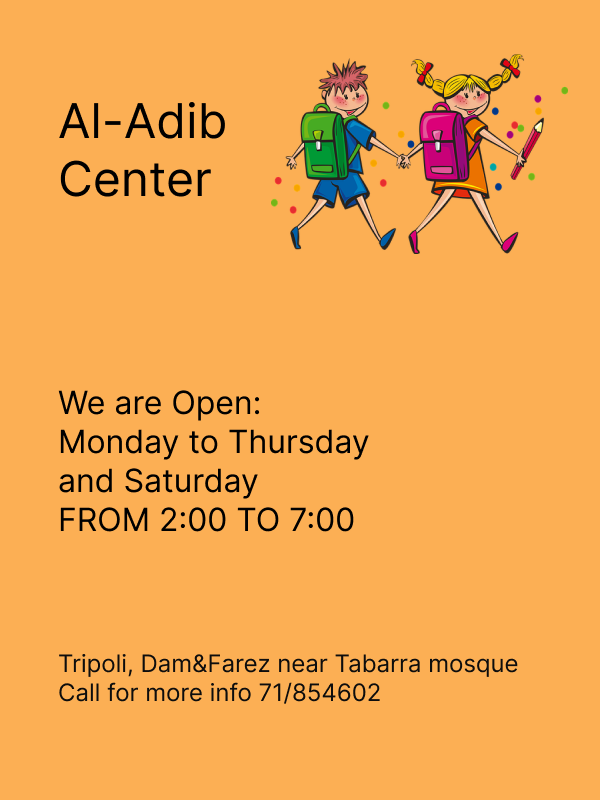 Al-Adib
Center
We are Open:
Monday to Thursday
and Saturday
FROM 2:00 TO 7:00
Tripoli, Dam&Farez near Tabarra mosque
Call for more info 71/854602